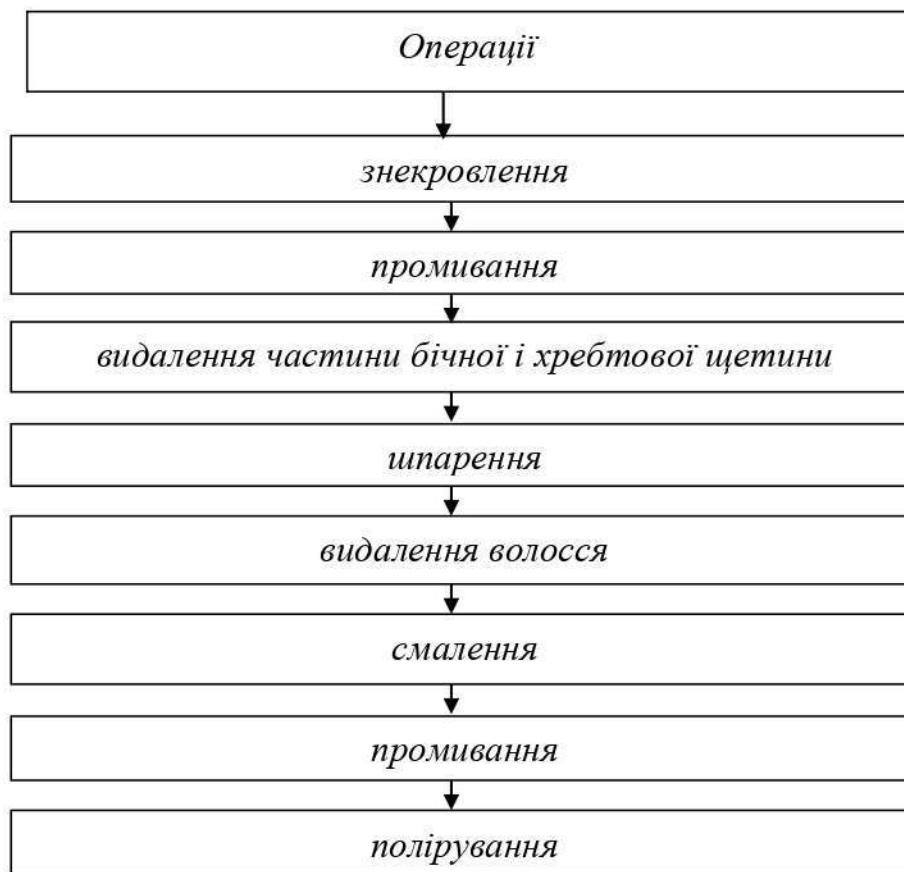 Операції
знекровлення
промивання
видалення частини бічної і хребтової щетини
шпарення
видалення волосся
смалення
промивання
полірування